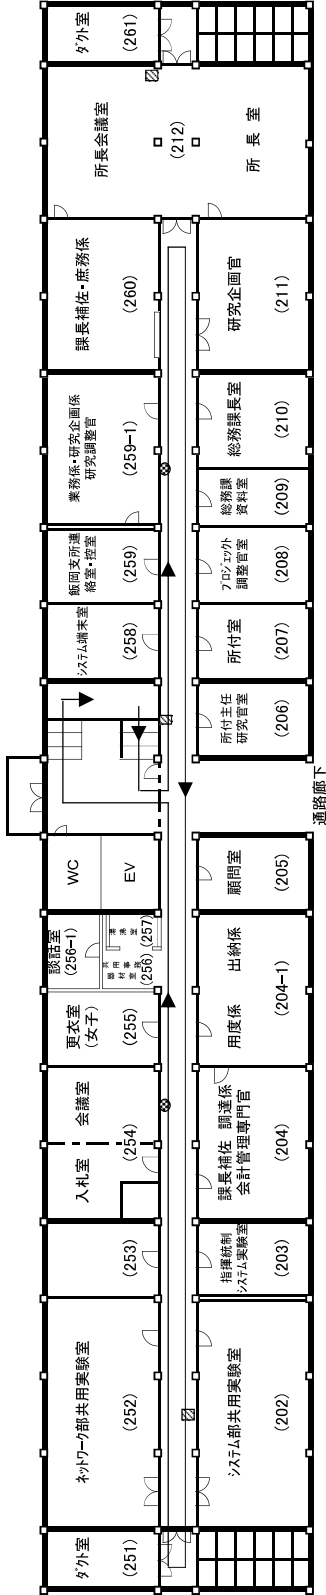 ダクト室
(261)
所長会議室
(212)
所 長 室
課長補佐・庶務係
(260)
研究企画官
(211)
業務係・研究企画係
研究調整官
(259-1)
総務課長室
(210)
総務課
資料室
(209)
飯岡支所連
絡室・控室
(259)
プロジェクト
調整官室
(208)
システム端末室
(258)
所付室
(207)
所付主任
研究官室
(206)
通路廊下
WC
EV
顧問室
(205)
談話室
(256-1)
湯沸室
(257)
共用事務
器材室
(256)
出納係
用度係
(204-1)
更衣室
(女子)
(255)
会議室
入札室
(254)
課長補佐 調達係
会計管理専門官
(204)
(253)
指揮統制
システム実験室
(203)
ネットワーク部共用実験室
(252)
システム部共用実験室
(202)
ダクト室
(251)